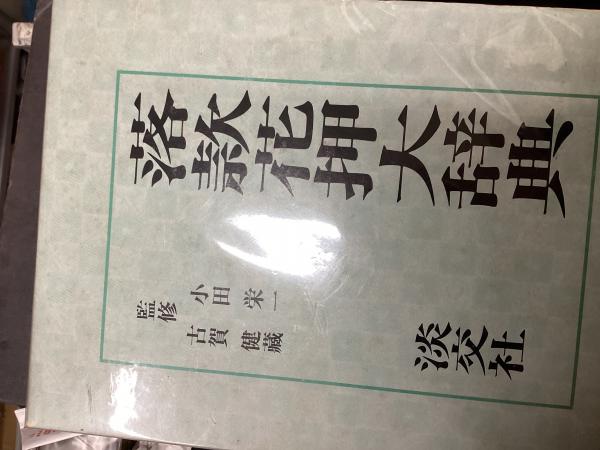 落款花押大辞典
監修 小田 栄一
古賀 健藏
淡交社